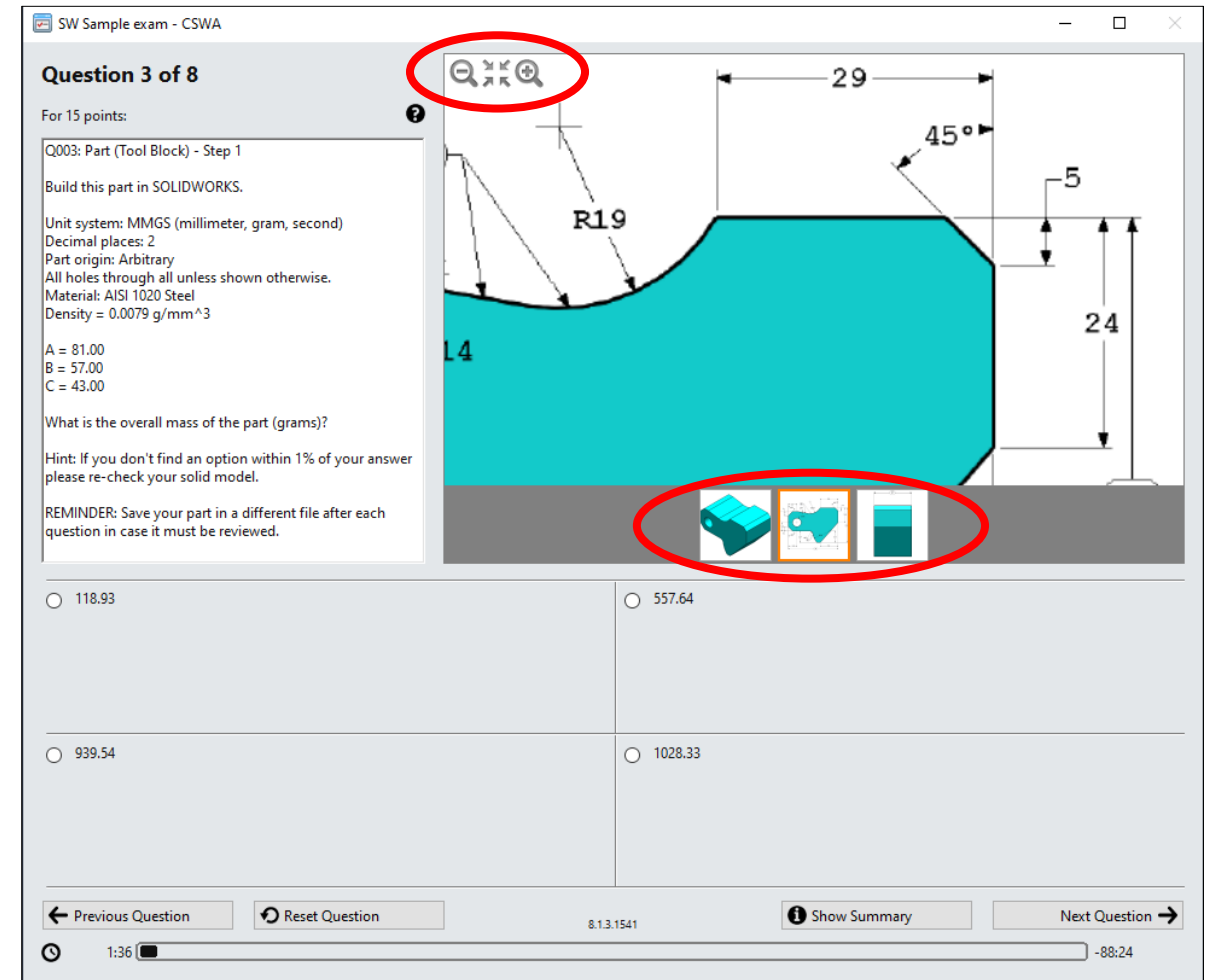 SW Sample exam - CSWA
Question 3 of 8
For 15 points:
Q003: Part (Tool Block) - Step 1
Build this part in SOLIDWORKS.
Unit system: MMGS (millimeter, gram, second)
Decimal places: 2
Part origin: Arbitrary
All holes through all unless shown otherwise.
Material: AISI 1020 Steel
Density = 0.0079 g/mm^3
A = 81.00
B = 57.00
C = 43.00
What is the overall mass of the part (grams)?
Hint: If you don't find an option within 1% of your answer
please re-check your solid model.
REMINDER: Save your part in a different file after each
question in case it must be reviewed.
29
45°
5
R19
24
14
118.93
557.64
939.54
1028.33
Previous Question
Reset Question
8.1.3.1541
Show Summary
Next Question
1:36
-88:24